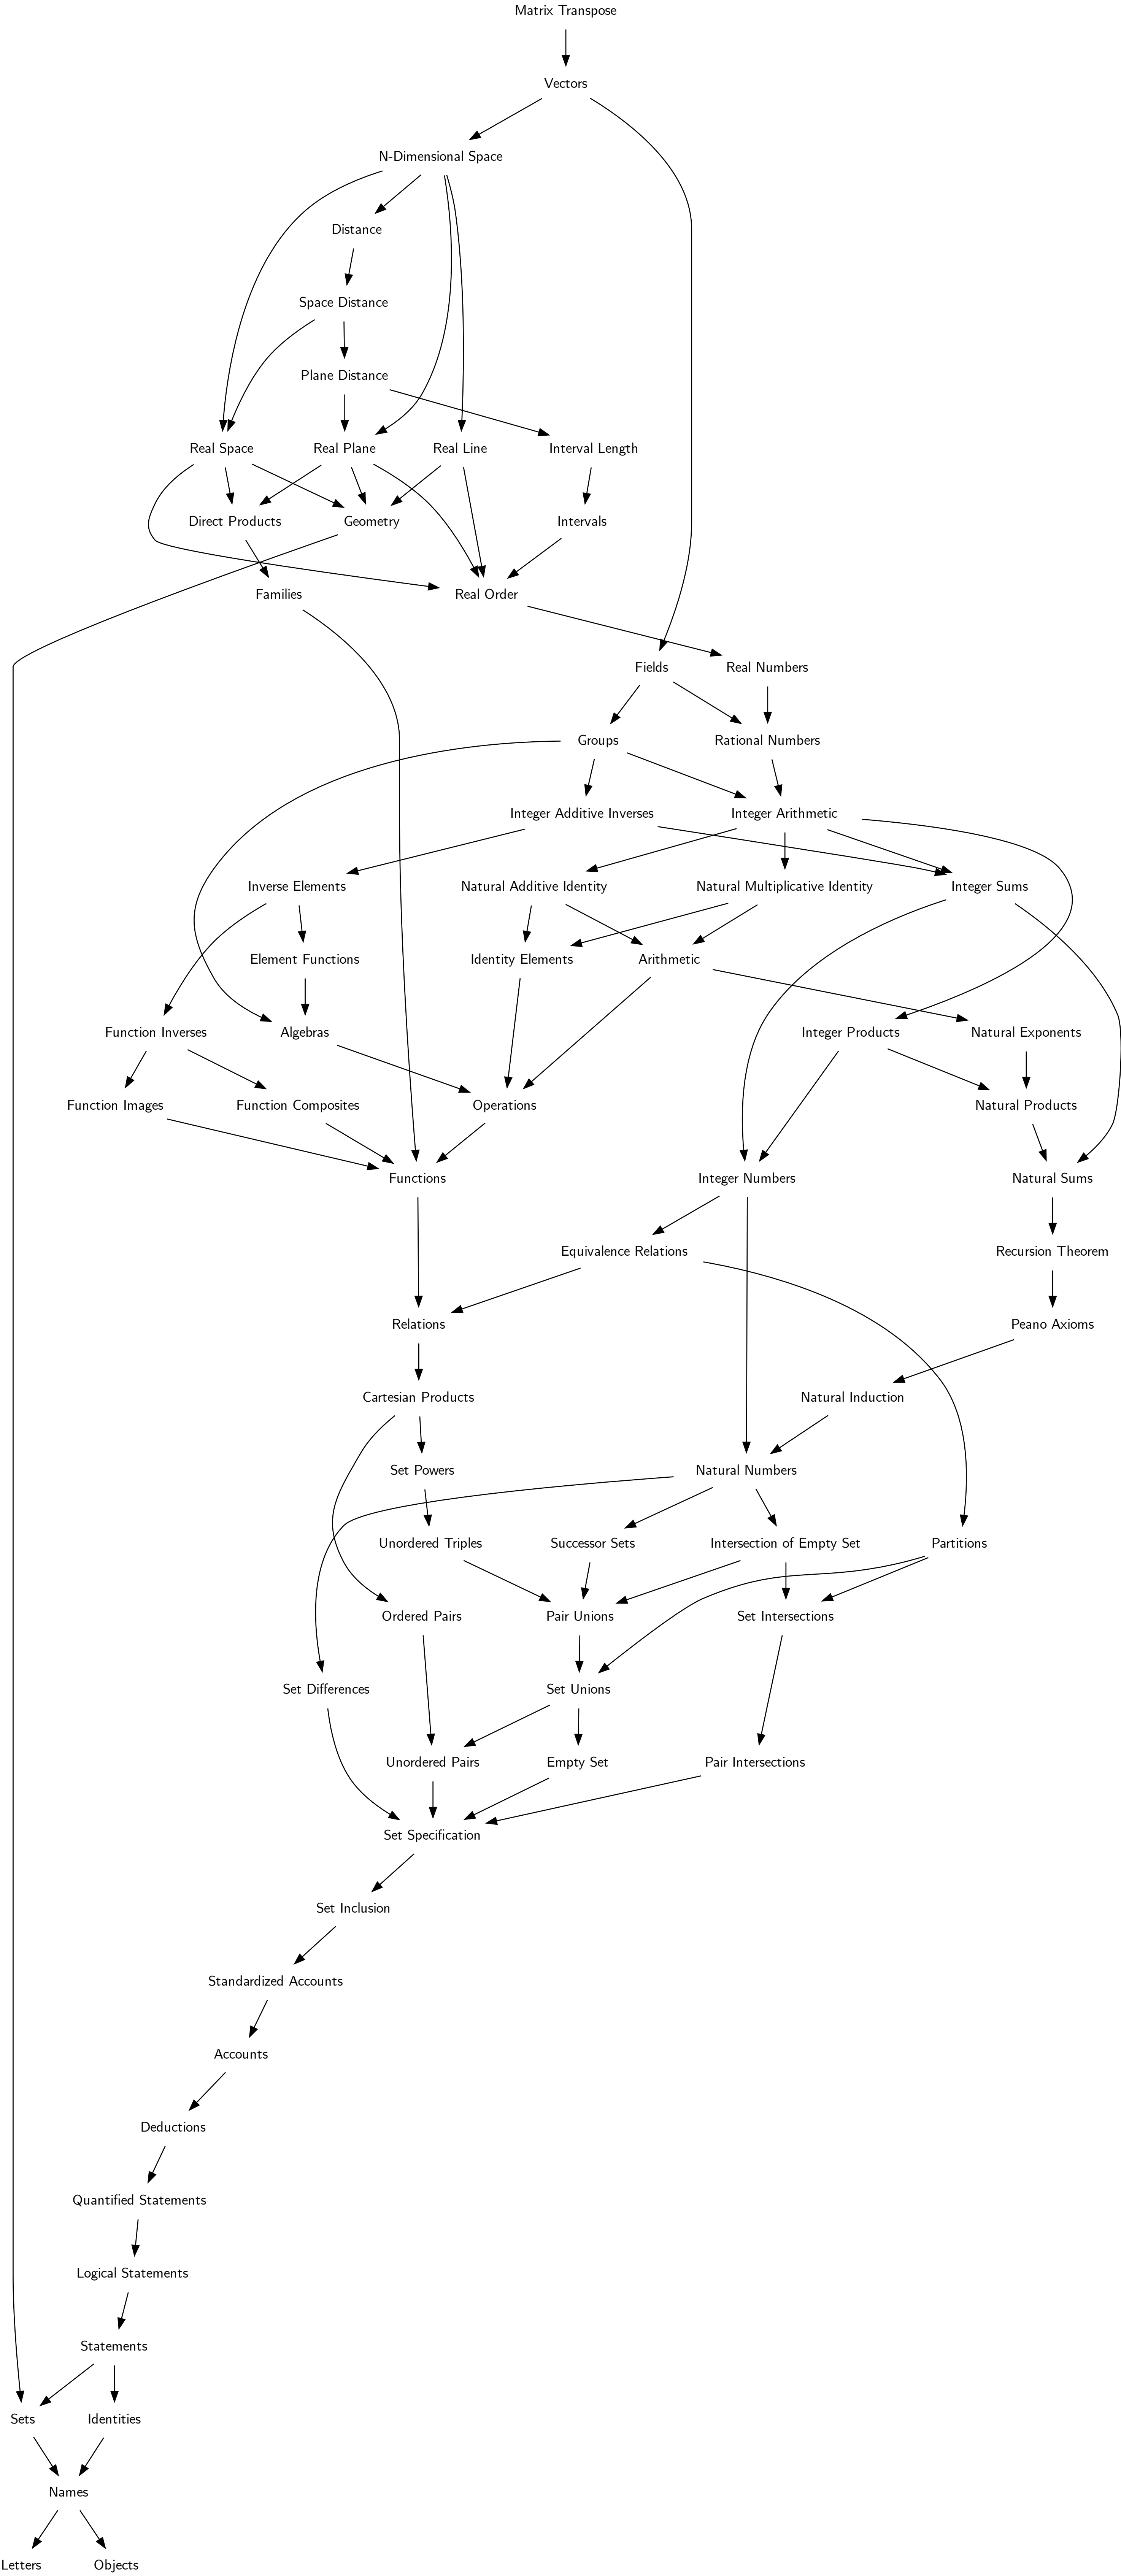 Matrix Transpose
Vectors
N-Dimensional Space
Distance
Space Distance
Plane Distance
Real Space
Real Plane
Real Line
Interval Length
Direct Products
Geometry
Intervals
Families
Real Order
Fields
Real Numbers
Groups
Rational Numbers
Integer Additive Inverses
Integer Arithmetic
Inverse Elements
Natural Additive Identity
Natural Multiplicative Identity
Integer Sums
Element Functions
Identity Elements
Arithmetic
Function Inverses
Algebras
Integer Products
Natural Exponents
Function Images
Function Composites
Operations
Natural Products
Functions
Integer Numbers
Natural Sums
Equivalence Relations
Recursion Theorem
Relations
Peano Axioms
Cartesian Products
Natural Induction
Set Powers
Natural Numbers
Unordered Triples
Successor Sets
Intersection of Empty Set
Partitions
Ordered Pairs
Pair Unions
Set Intersections
Set Differences
Set Unions
Unordered Pairs
Empty Set
Pair Intersections
Set Specification
Set Inclusion
Standardized Accounts
Accounts
Deductions
Quantified Statements
Logical Statements
Statements
Sets
Identities
Names
Letters
Objects